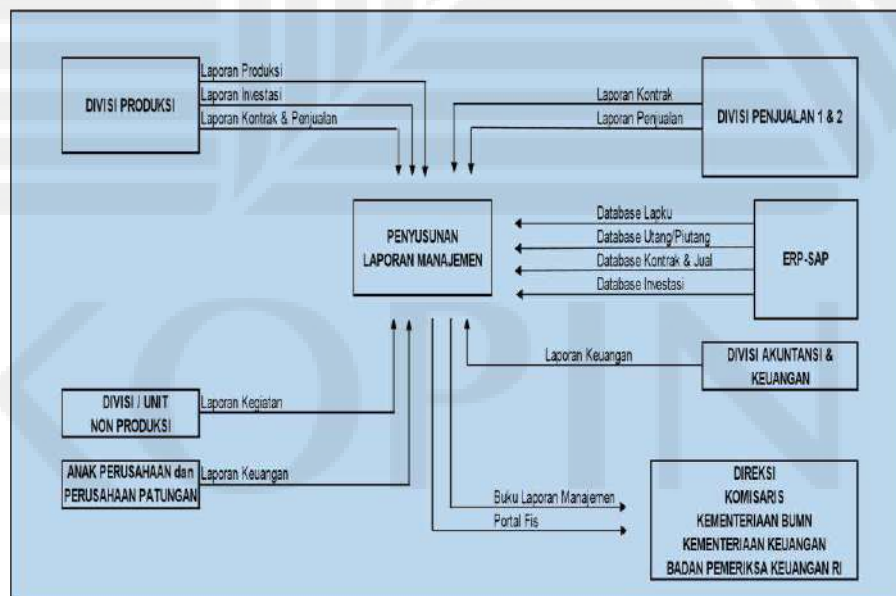 DIVISI PRODUKSI
Laporan Produksi
Laporan Investasi
Laporan Kontrak & Penjualan
Laporan Kontrak
Laporan Penjualan
DIVISI PENJUALAN 1 & 2
PENYUSUNAN
LAPORAN MANAJEMEN
Database Lapku
Database Utang/Piutang
Database Kontrak & Jual
Database Investasi
ERP-SAP
Laporan Keuangan
DIVISI AKUNTANSI &
KEUANGAN
DIVISI / UNIT
NON PRODUKSI
Laporan Kegiatan
ANAK PERUSAHAAN dan
PERUSAHAAN PATUNGAN
Laporan Keuangan
Buku Laporan Manajemen
Portal Fis
DIREKSI
KOMISARIS
KEMENTERIAAN BUMN
KEMENTERIAAN KEUANGAN
BADAN PEMERIKSA KEUANGAN RI
KOPIN